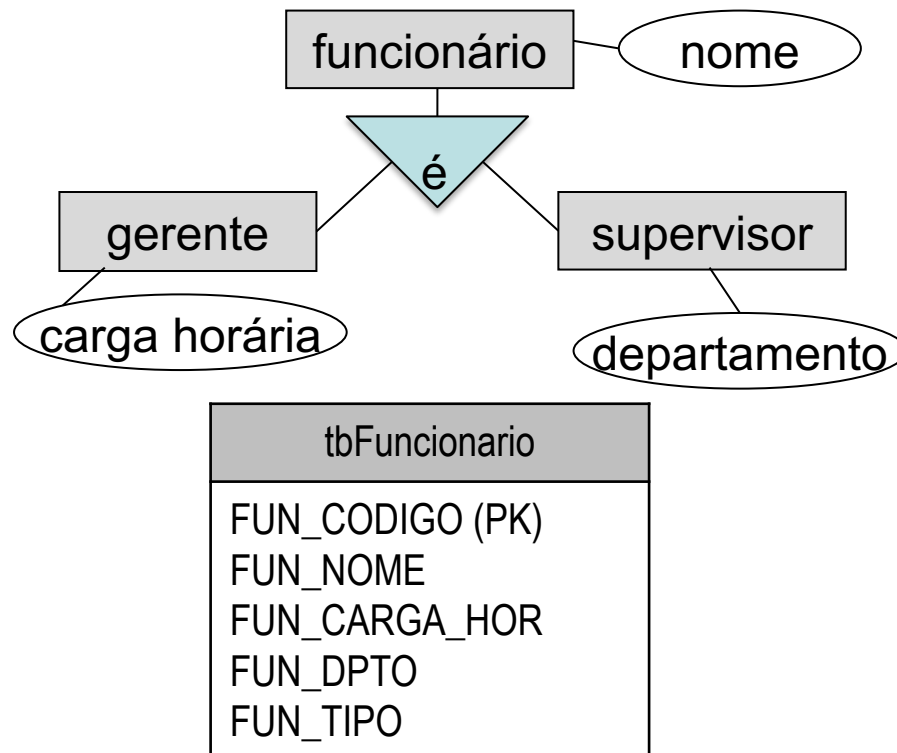 funcionário
nome
é
gerente
supervisor
carga horária
departamento
tbFuncionario
FUN_CODIGO (PK)
FUN_NOME
FUN_CARGA_HOR
FUN_DPTO
FUN_TIPO